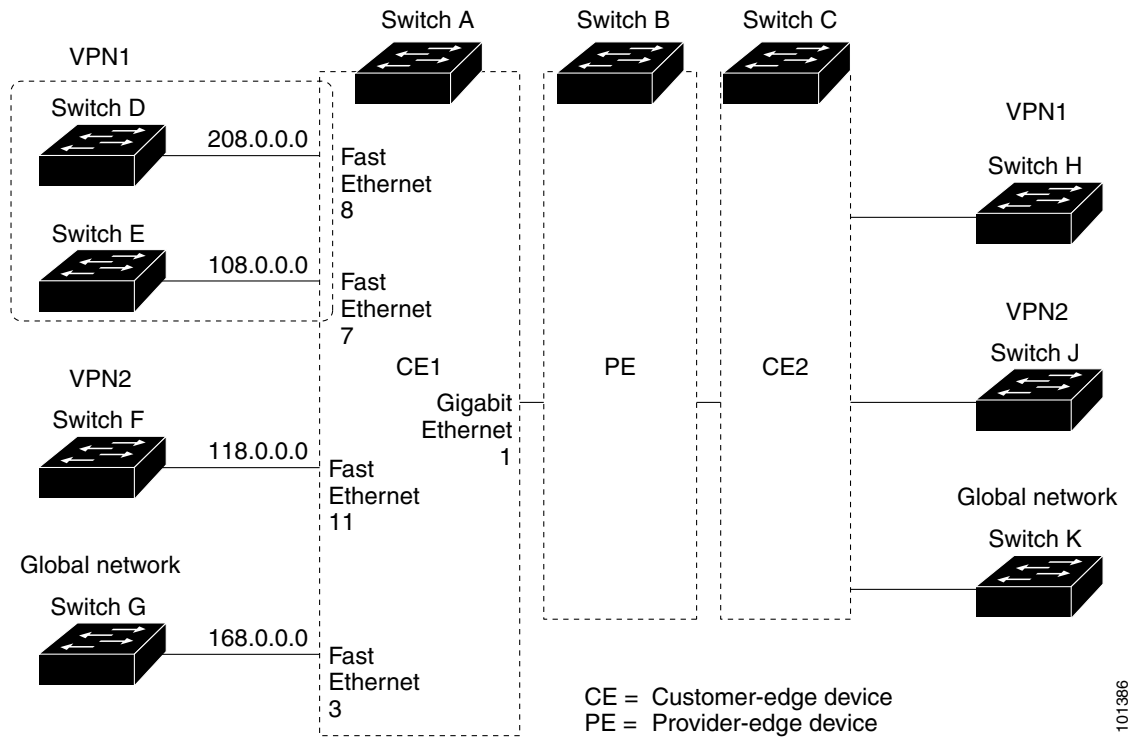 Switch A
Switch B
Switch C
VPN1
Switch D
208.0.0.0
Fast
Ethernet
8
Switch E
108.0.0.0
Fast
Ethernet
7
VPN2
Switch F
118.0.0.0
Fast
Ethernet
11
Global network
Switch G
168.0.0.0
Fast
Ethernet
3
CE1
Gigabit
Ethernet
1
PE
CE2
VPN1
Switch H
VPN2
Switch J
Global network
Switch K
CE = Customer-edge device
PE = Provider-edge device
101386